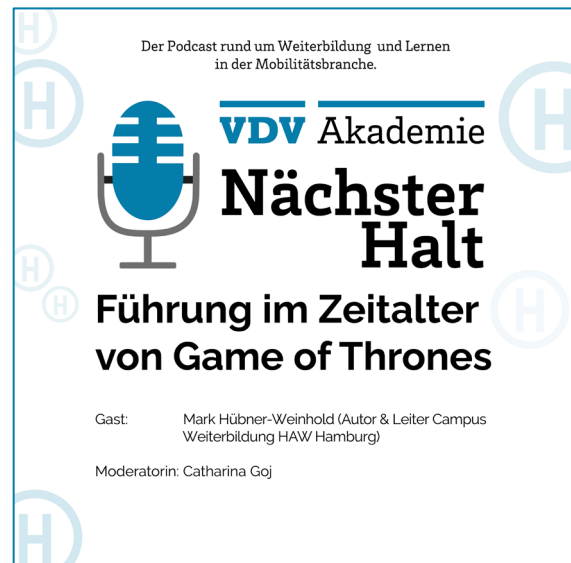 Der Podcast rund um Weiterbildung und Lernen
in der Mobilitätsbranche.
VDV Akademie
Nächster
Halt
Führung im Zeitalter
von Game of Thrones
Gast: Mark Hübner-Weinhold (Autor & Leiter Campus
Weiterbildung HAW Hamburg)
Moderatorin: Catharina Goj
H
H
H
H
H
H